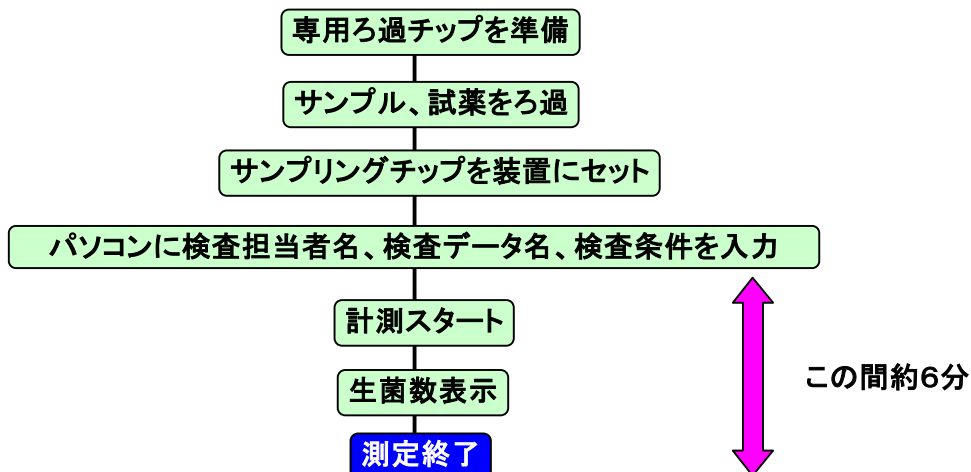 専用ろ過チップを準備
サンプル、試薬をろ過
サンプリングチップを装置にセット
パソコンに検査担当者名、検査データ名、検査条件を入力
計測スタート
生菌数表示
この間約６分
測定終了